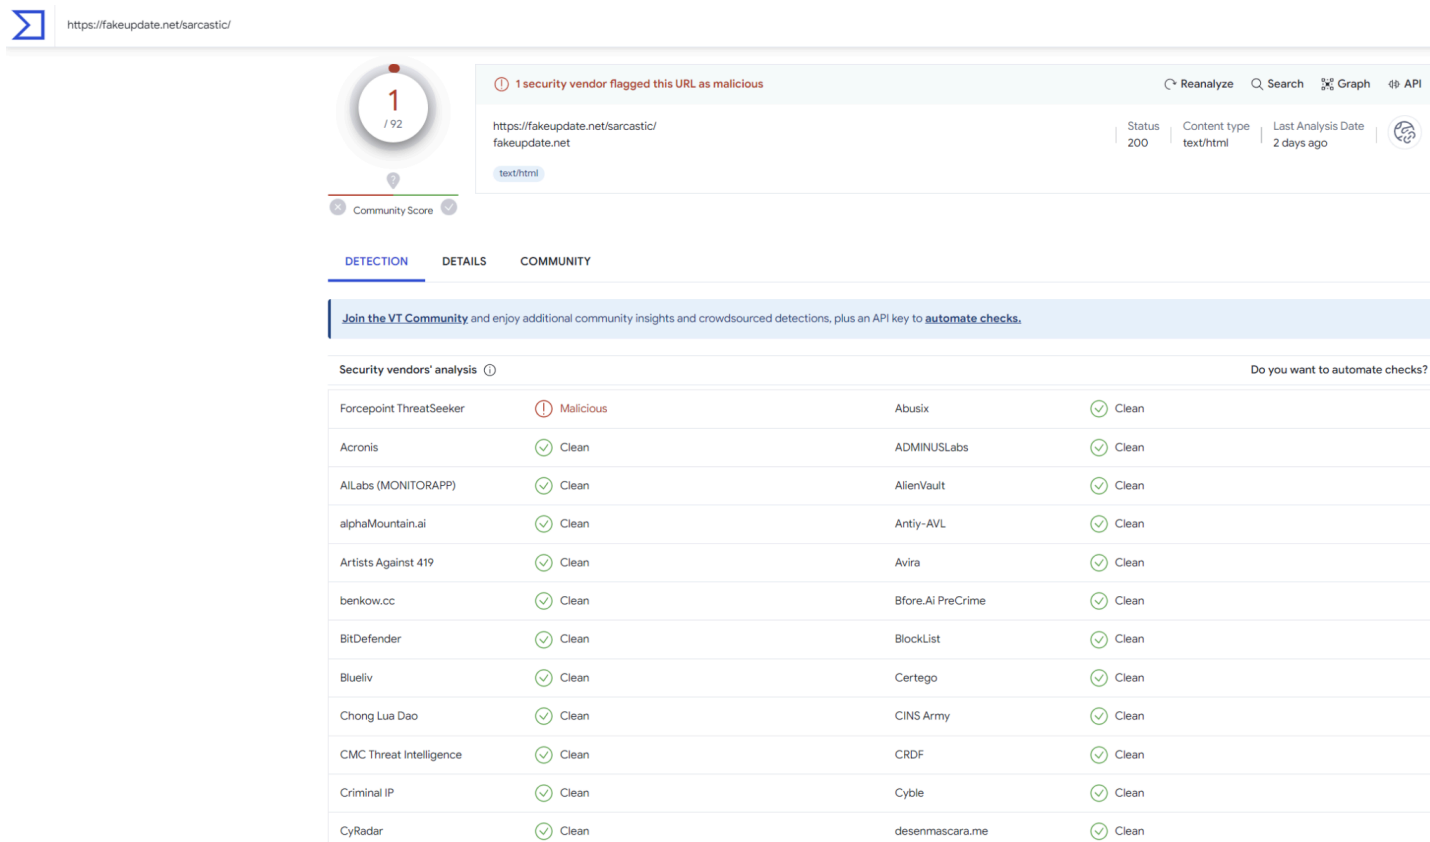 https://fakeupdate.net/sarcastic/
1
/ 92
Community Score
1 security vendor flagged this URL as malicious
Reanalyze Search Graph API
https://fakeupdate.net/sarcastic/
fakeupdate.net
text/html
Status
200
Content type
text/html
Last Analysis Date
2 days ago
DETECTION DETAILS COMMUNITY
Join the VT Community and enjoy additional community insights and crowdsourced detections, plus an API key to automate checks.
Security vendors' analysis Do you want to automate checks?
Forcepoint ThreatSeeker Malicious Abusix Clean
Acronis Clean ADMINUSLabs Clean
AILabs (MONITORAPP) Clean AlienVault Clean
alphaMountain.ai Clean Antiy-AVL Clean
Artists Against 419 Clean Avira Clean
benkow.cc Clean Bfore.Ai PreCrime Clean
BitDefender Clean BlockList Clean
Blueliv Clean Certego Clean
Chong Lua Dao Clean CINS Army Clean
CMC Threat Intelligence Clean CRDF Clean
Criminal IP Clean Cyble Clean
CyRadar Clean desenmascara.me Clean